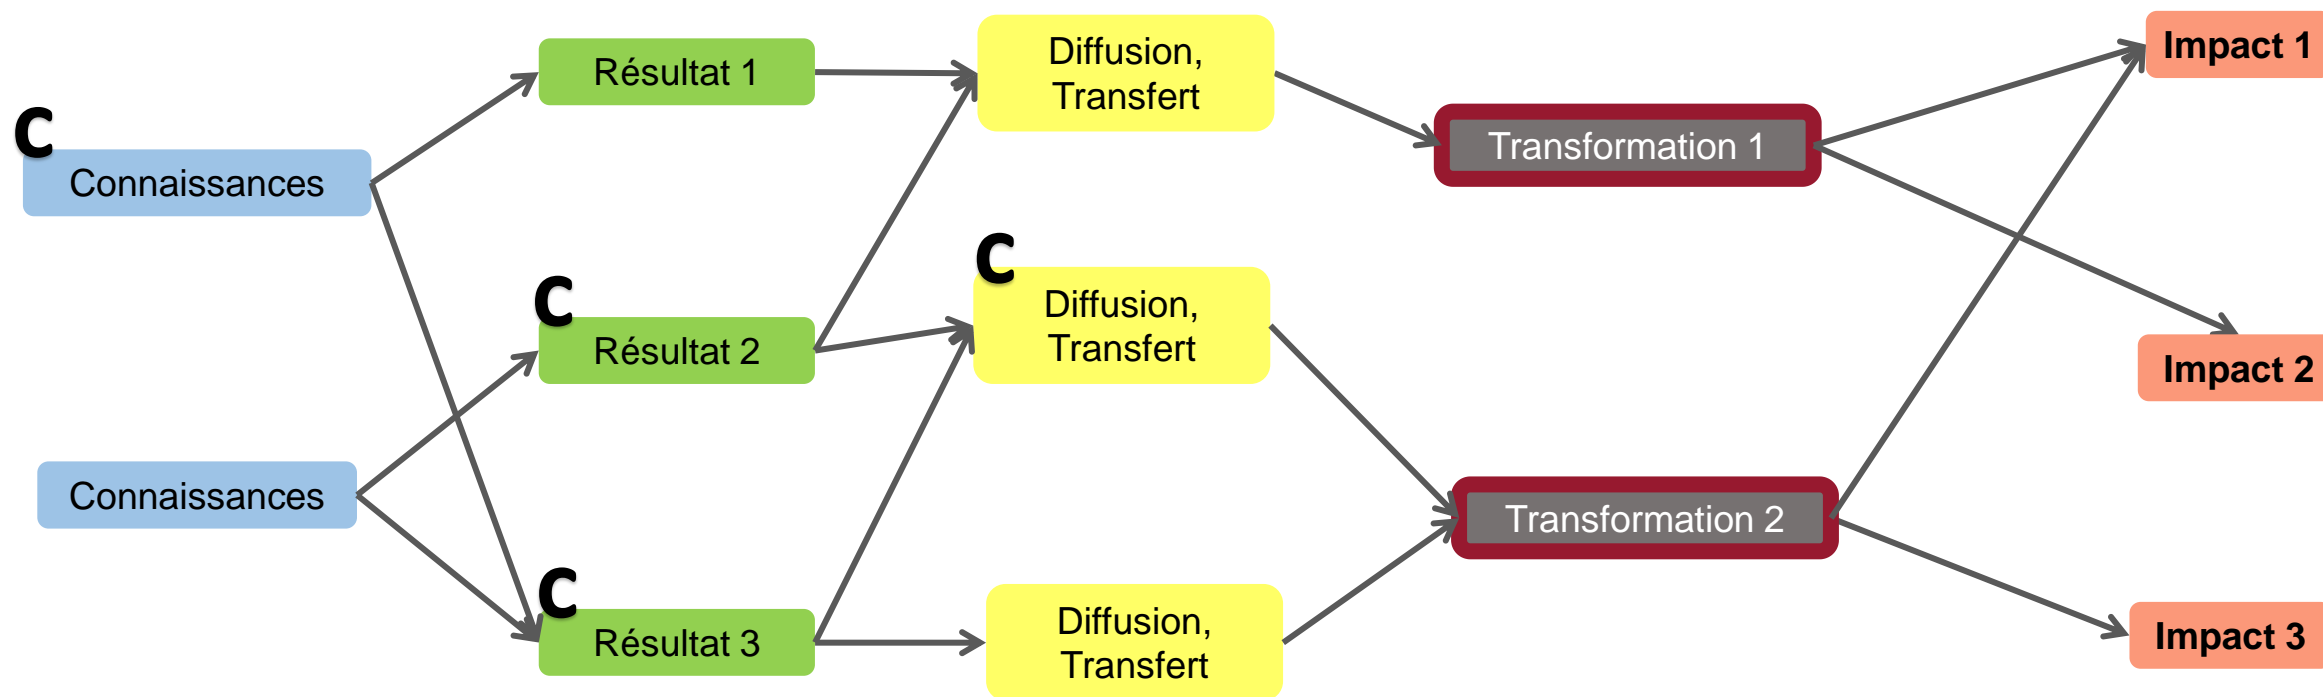 C
Connaissances
Connaissances
Résultat 1
C
Résultat 2
C
Résultat 3
Diffusion,
Transfert
C
Diffusion,
Transfert
Diffusion,
Transfert
Transformation 1
Transformation 2
Impact 1
Impact 2
Impact 3